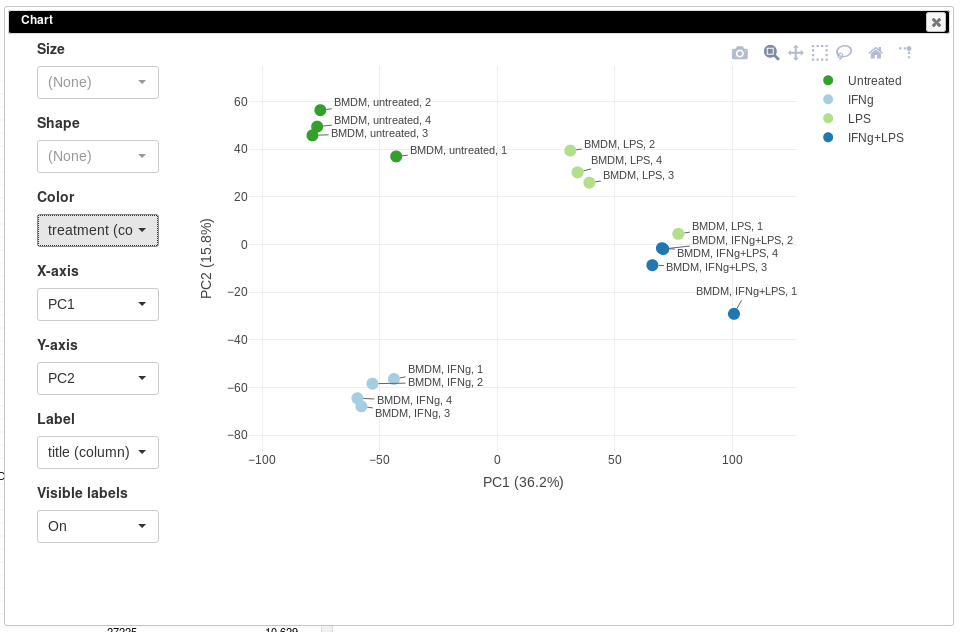 Chart
Size
(None)
Shape
(None)
Color
treatment (co
X-axis
PC1
Y-axis
PC2
Label
title (column)
Visible labels
On
Untreated
IFNg
LPS
IFNg+LPS
60
40
20
0
−20
−40
−60
−80
PC2 (15.8%)
BMDM, untreated, 2
BMDM, untreated, 4
BMDM, untreated, 3
BMDM, untreated, 1
BMDM, LPS, 2
BMDM, LPS, 4
BMDM, LPS, 3
BMDM, LPS, 1
BMDM, IFNg+LPS, 2
BMDM, IFNg+LPS, 4
BMDM, IFNg+LPS, 3
BMDM, IFNg+LPS, 1
BMDM, IFNg, 1
BMDM, IFNg, 2
BMDM, IFNg, 4
BMDM, IFNg, 3
−100
−50
0
50
100
PC1 (36.2%)